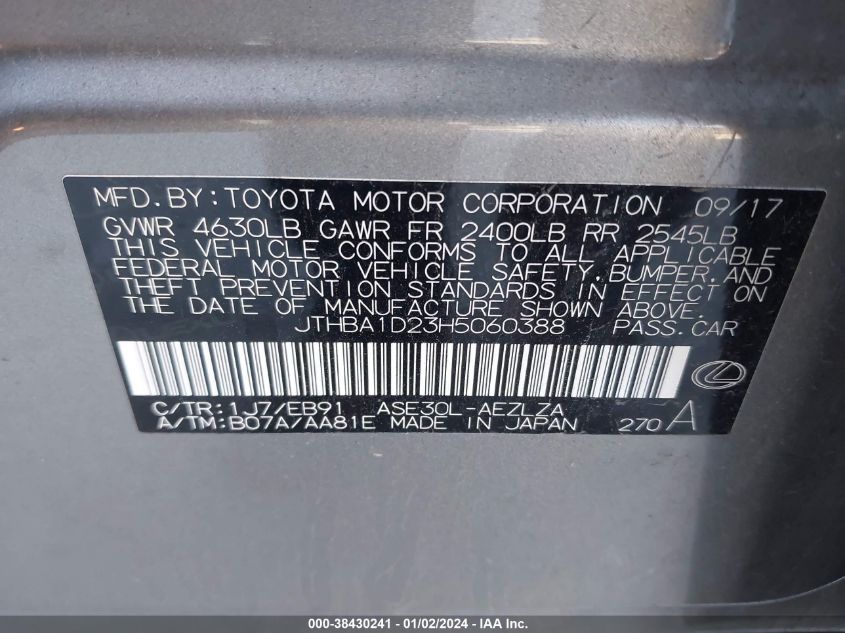 MFD. BY: TOYOTA MOTOR CORPORATION 09/17
GVWR 4630LB GAWR FR 2400LB RR 2545LB
THIS VEHICLE CONFORMS TO ALL APPLICABLE
FEDERAL MOTOR VEHICLE SAFETY, BUMPER, AND
THEFT PREVENTION STANDARDS IN EFFECT ON
THE DATE OF MANUFACTURE SHOWN ABOVE.
JTHBA1D23H5060388 PASS. CAR
C/TR: 1J7/EB91 ASE30L-AEZLZA
A/TM: B07A/AA81E MADE IN JAPAN 270 A
000-38430241 - 01/02/2024 - IAA Inc.